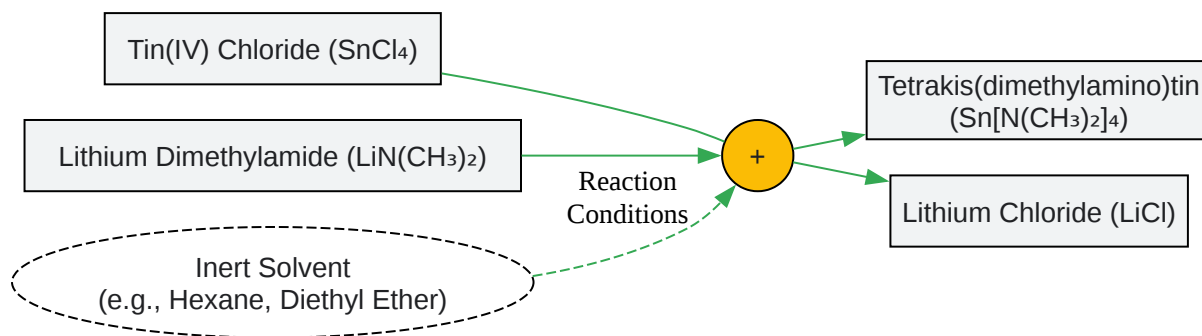 Tin(IV) Chloride (SnCl₄)
Lithium Dimethylamide (LiN(CH₃)₂)
Inert Solvent
(e.g., Hexane, Diethyl Ether)
Reaction
Conditions
+
Tetrakis(dimethylamino)tin
(Sn[N(CH₃)₂]₄)
Lithium Chloride (LiCl)